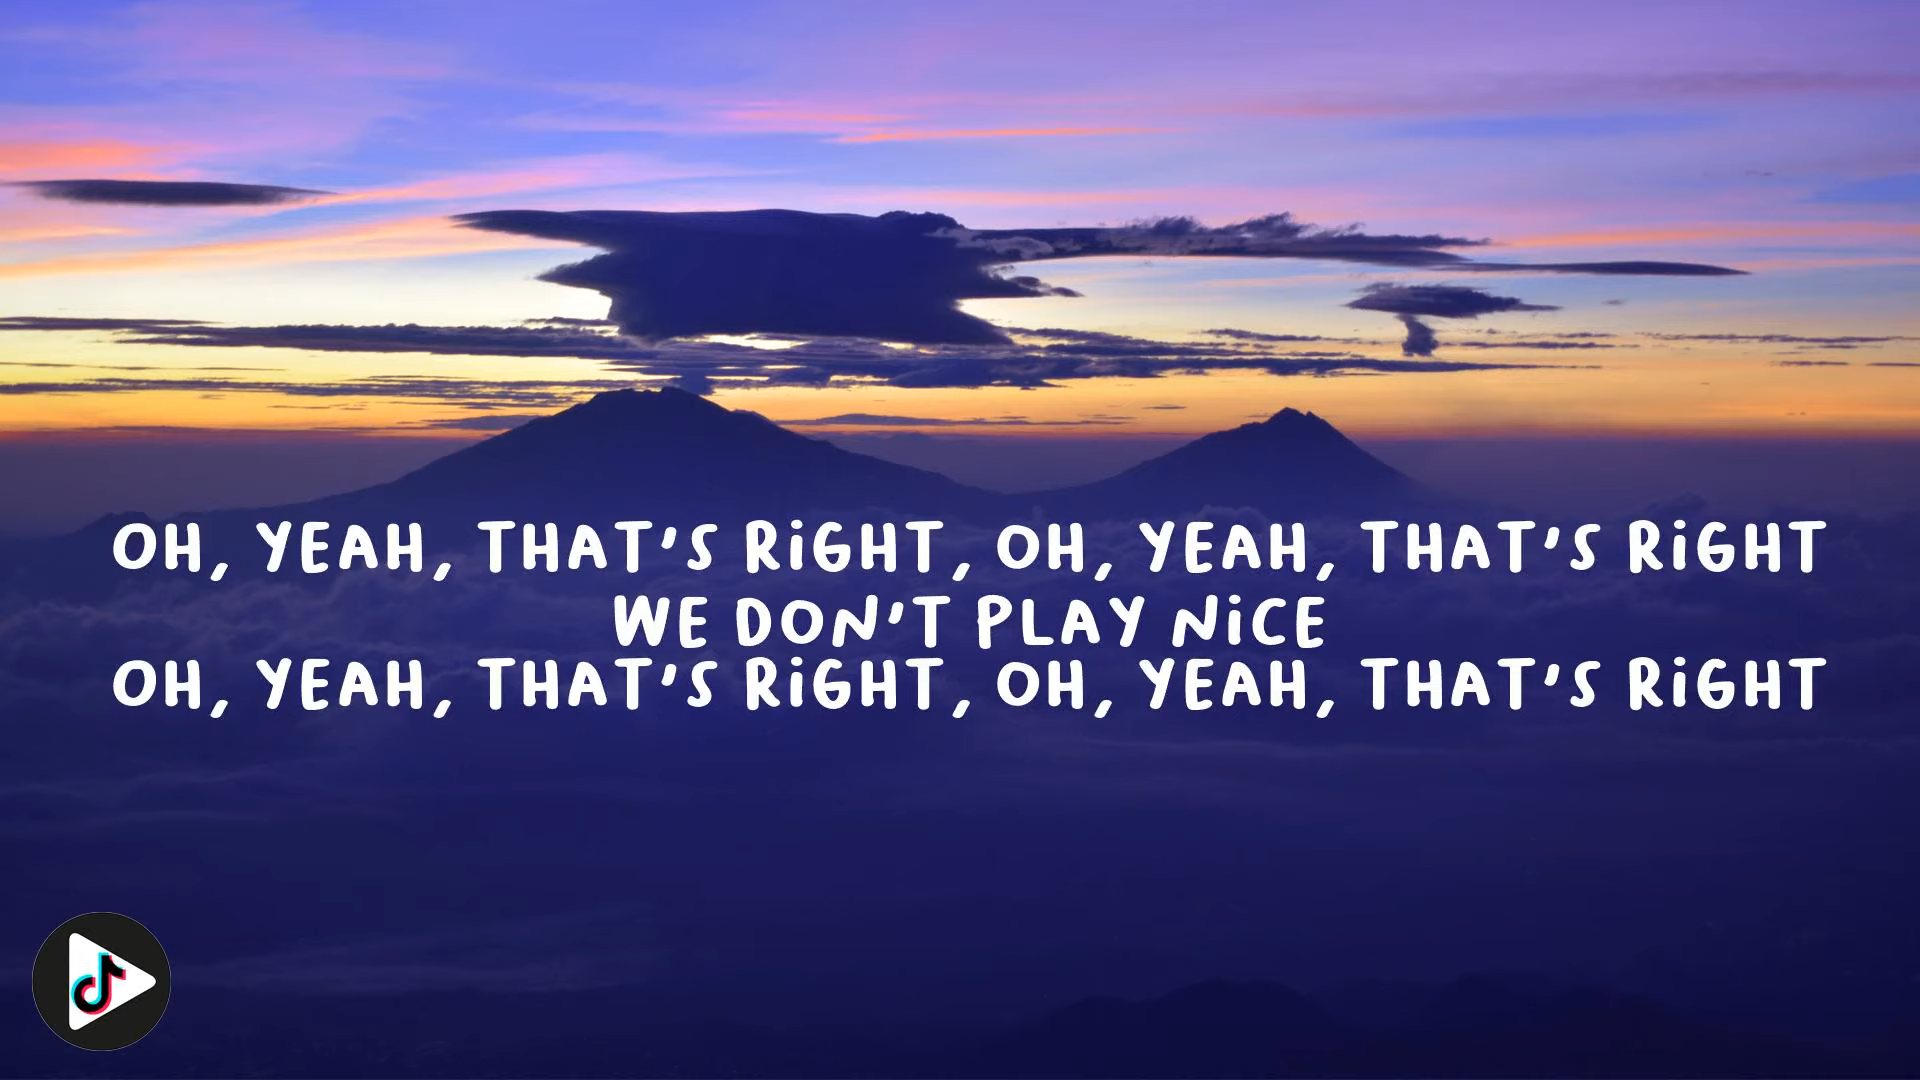 OH, YEAH, THAT'S RiGHT, OH, YEAH, THAT'S RiGHT
WE DON'T PLAY NiCE
OH, YEAH, THAT'S RiGHT, OH, YEAH, THAT'S RiGHT